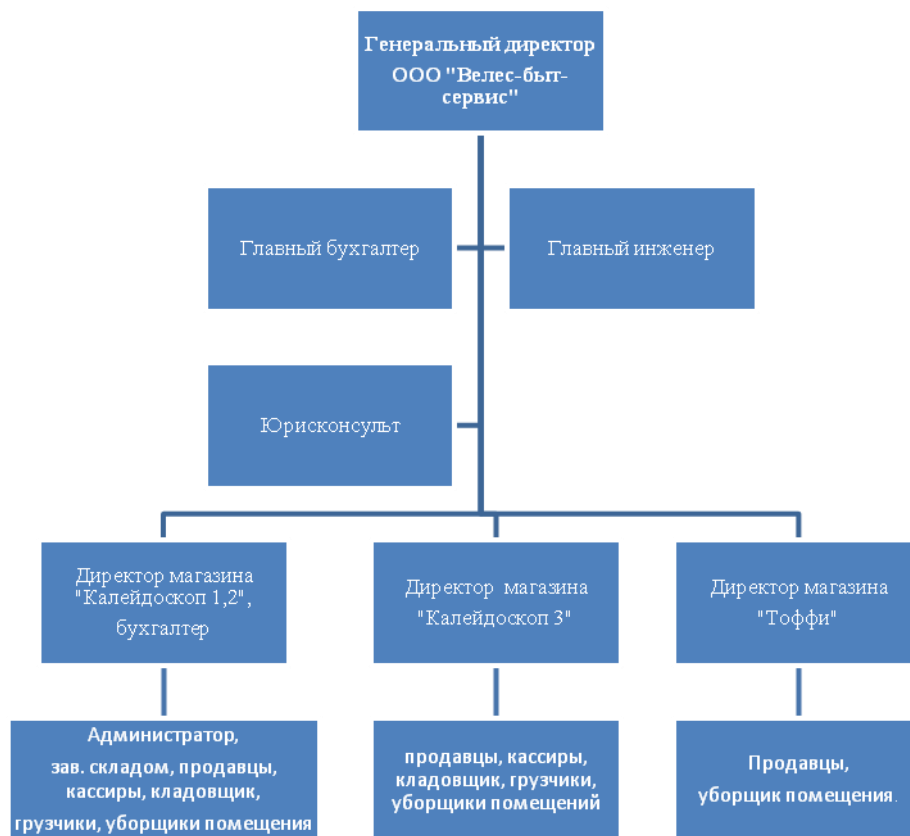 Генеральный директор
ООО "Велес-быт-
сервис"
Главный бухгалтер
Главный инженер
Юрисконсульт
Директор магазина
"Калейдоскоп 1,2",
бухгалтер
Директор магазина
"Калейдоскоп 3"
Директор магазина
"Тоффи"
Администратор,
зав. складом, продавцы,
кассиры, кладовщик,
грузчики, уборщики помещения
продавцы, кассиры,
кладовщик, грузчики,
уборщики помещений
Продавцы,
уборщик помещения.